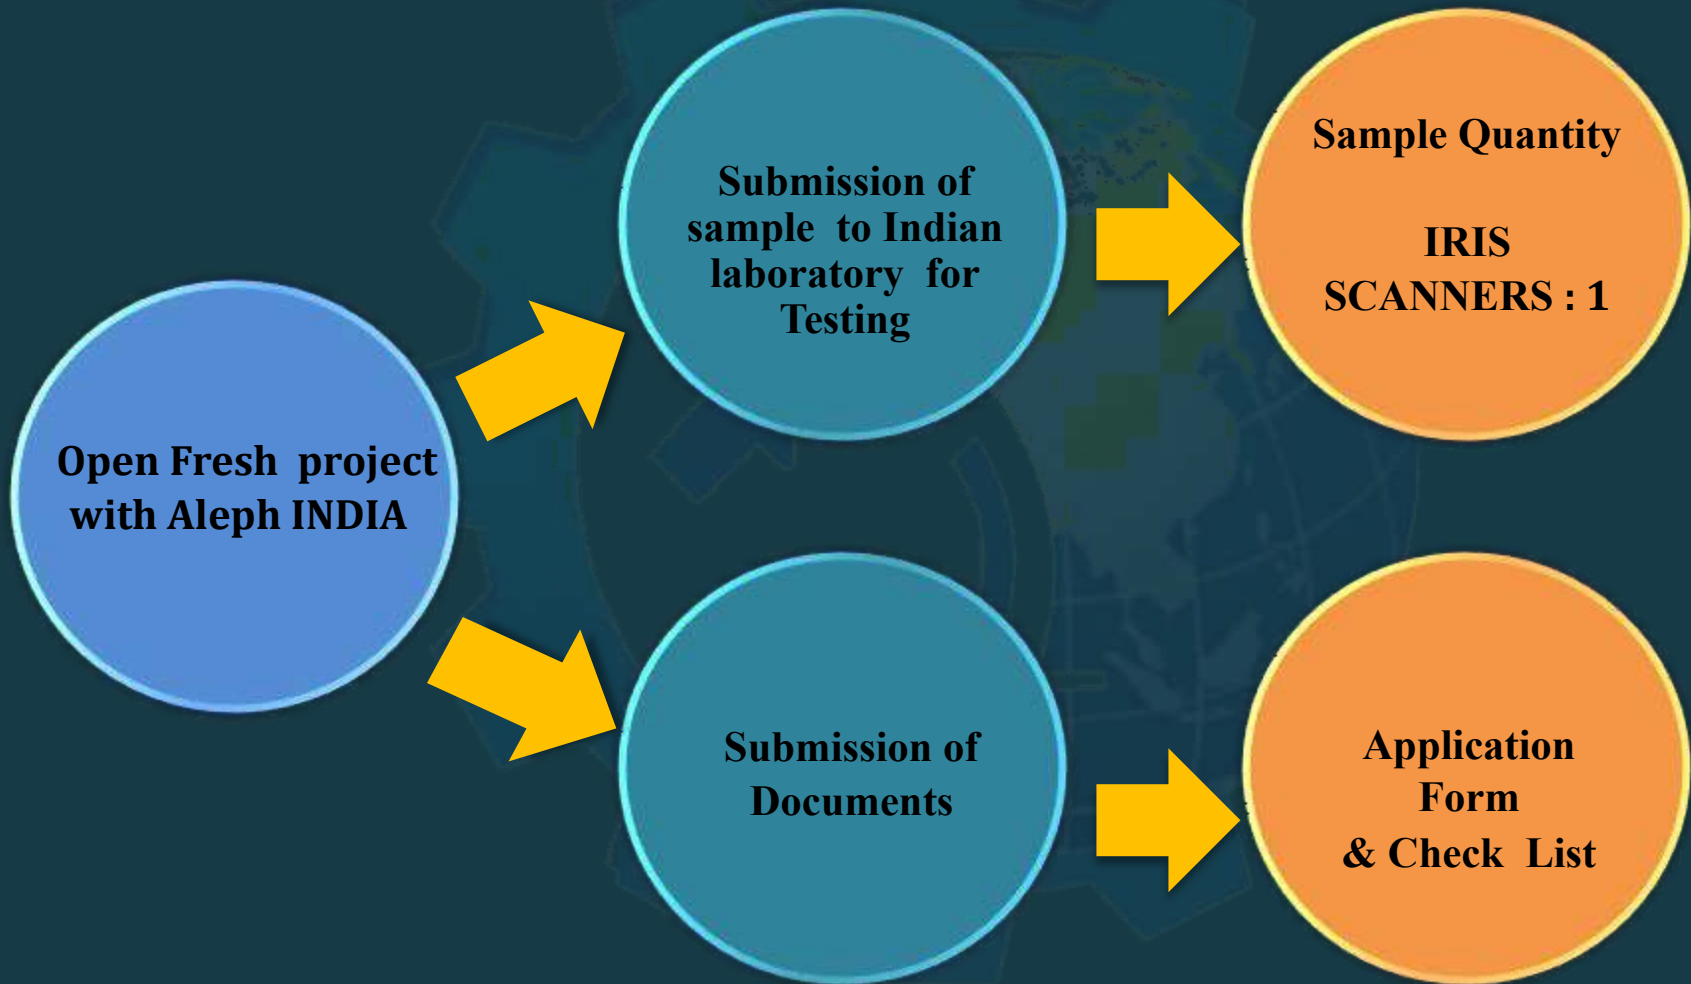 Open Fresh project
with Aleph INDIA
Submission of
sample to Indian
laboratory for
Testing
Sample Quantity
IRIS
SCANNERS : 1
Submission of
Documents
Application
Form
& Check List